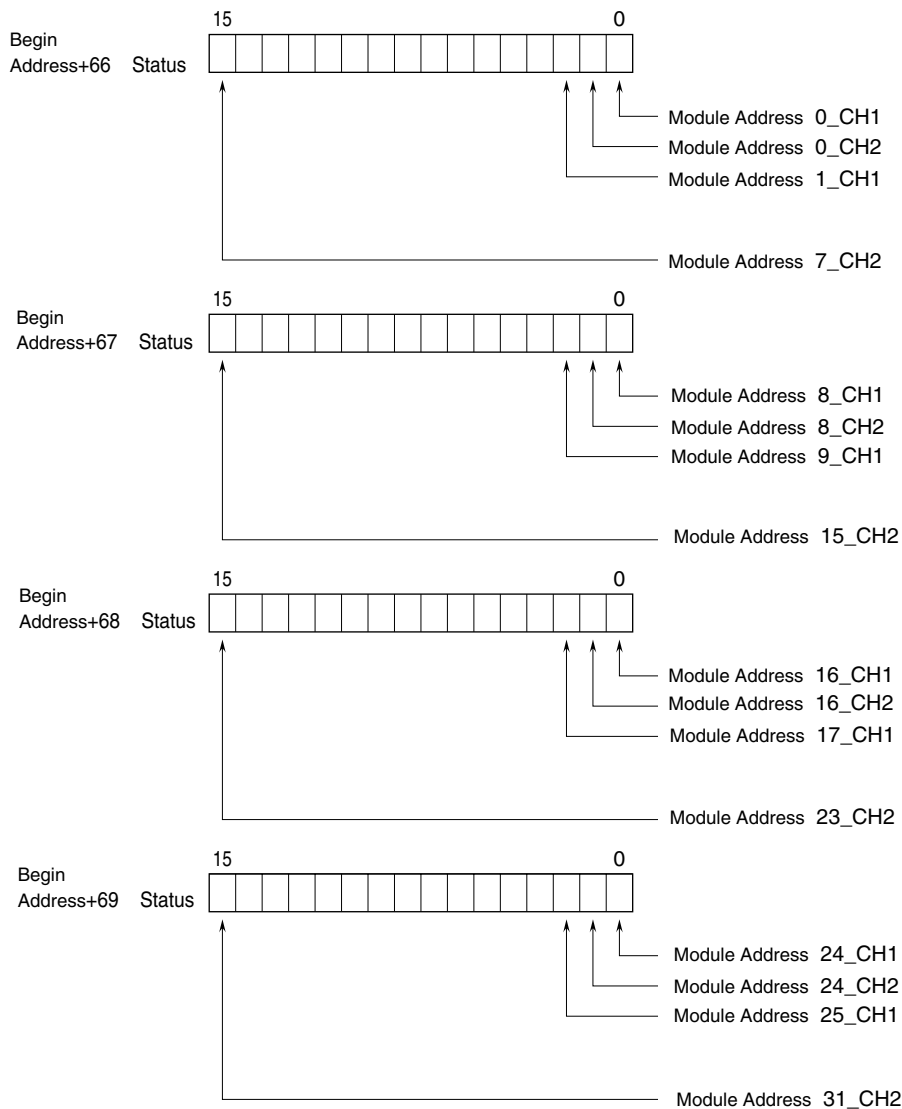 15 0
Begin
Address+66 Status
Module Address 0_CH1
Module Address 0_CH2
Module Address 1_CH1
Module Address 7_CH2
15 0
Begin
Address+67 Status
Module Address 8_CH1
Module Address 8_CH2
Module Address 9_CH1
Module Address 15_CH2
15 0
Begin
Address+68 Status
Module Address 16_CH1
Module Address 16_CH2
Module Address 17_CH1
Module Address 23_CH2
15 0
Begin
Address+69 Status
Module Address 24_CH1
Module Address 24_CH2
Module Address 25_CH1
Module Address 31_CH2